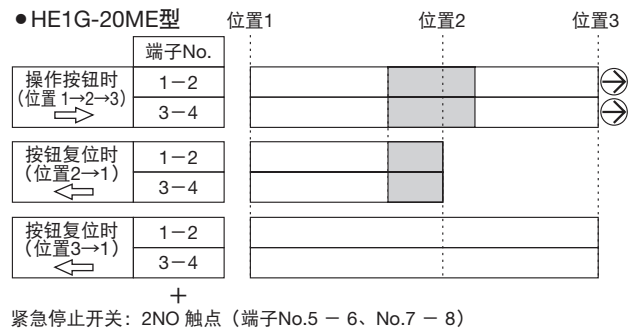 ●HE1G-20ME型
位置1 位置2 位置3
端子No.
操作按钮时
（位置 1→2→3）
1－2
3－4
按钮复位时
（位置2→1）
1－2
3－4
按钮复位时
（位置3→1）
1－2
3－4
＋
紧急停止开关：2NO 触点（端子No.5 － 6、No.7 － 8）